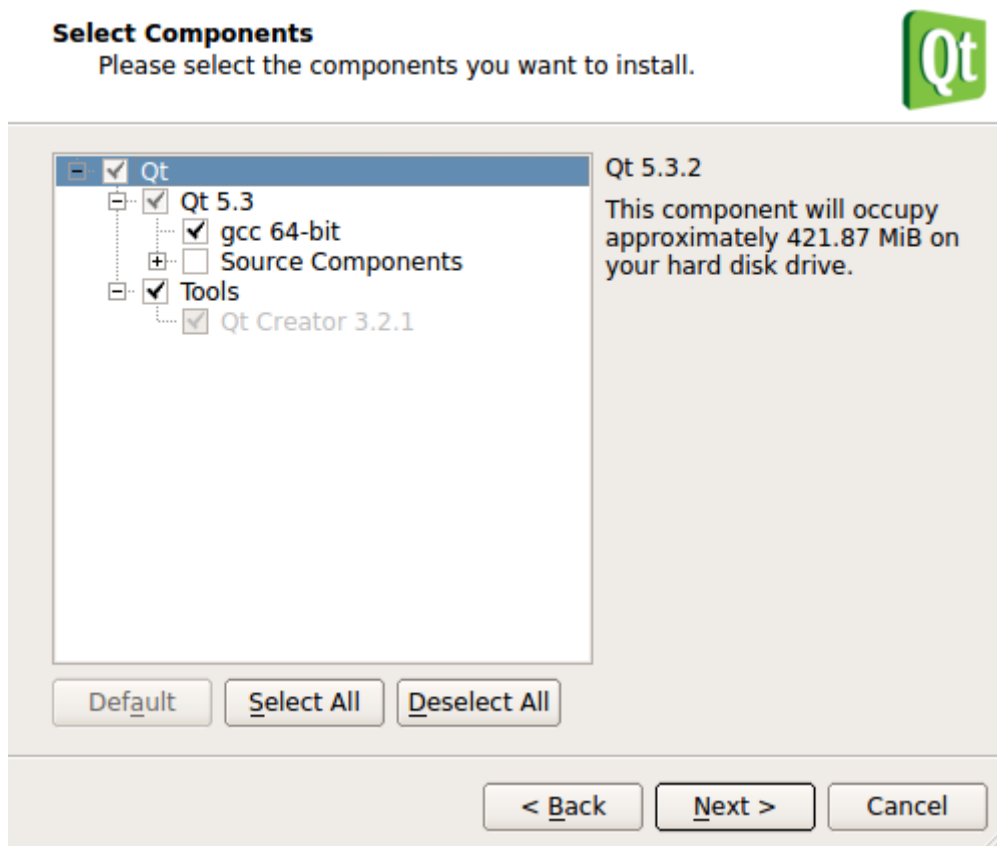 Select Components
Please select the components you want to install.
Qt
Qt
Qt 5.3
gcc 64-bit
Source Components
Tools
Qt Creator 3.2.1
Qt 5.3.2
This component will occupy
approximately 421.87 MiB on
your hard disk drive.
Default
Select All
Deselect All
< Back
Next >
Cancel